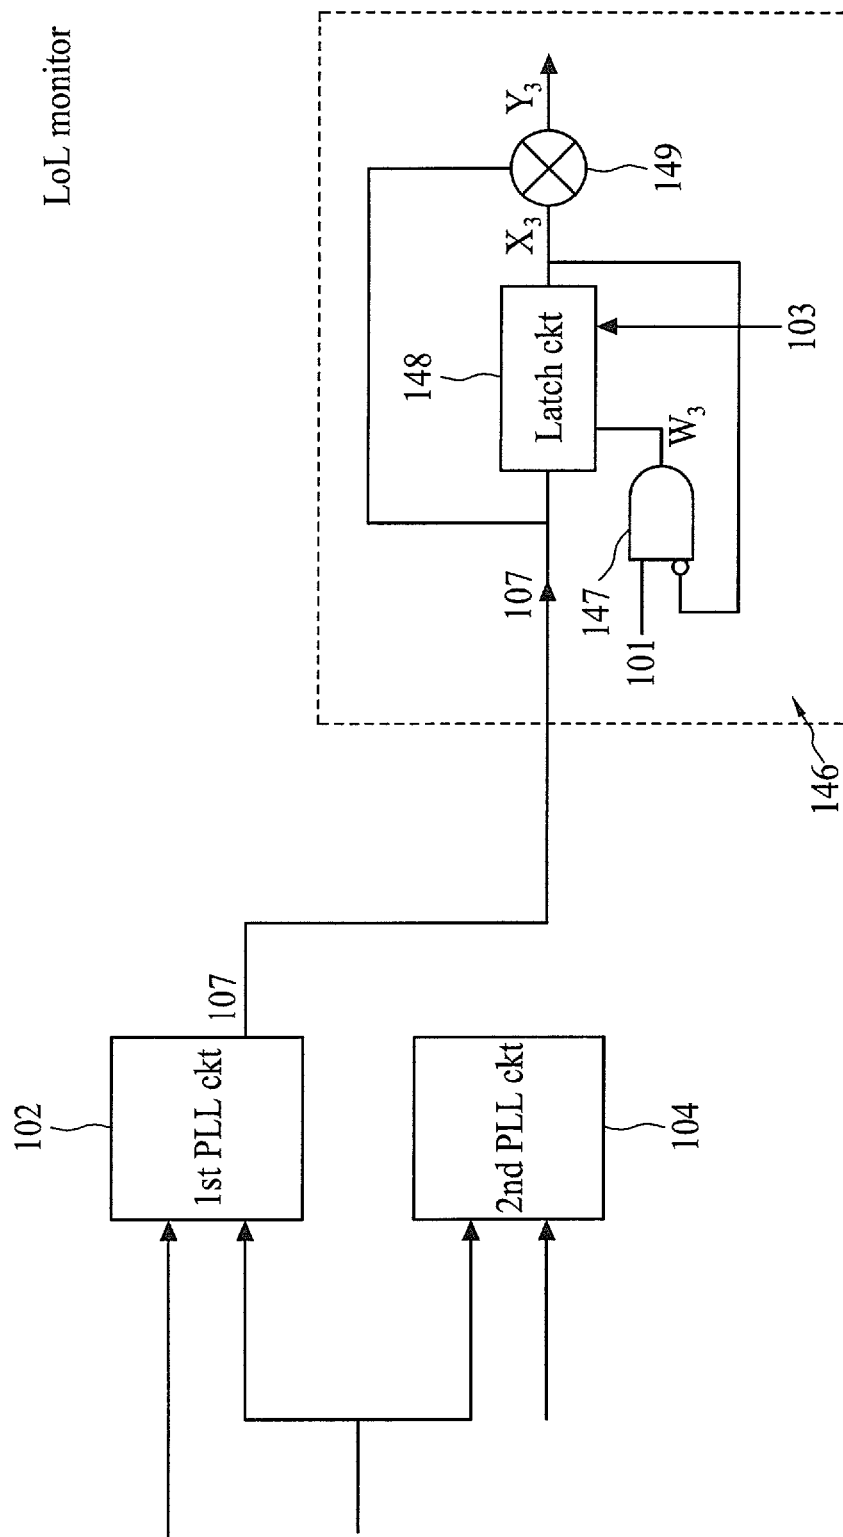 LoL monitor
102
1st PLL ckt
107
2nd PLL ckt
104
107
148
Latch ckt
X₃
Y₃
149
147
101
W₃
103
146